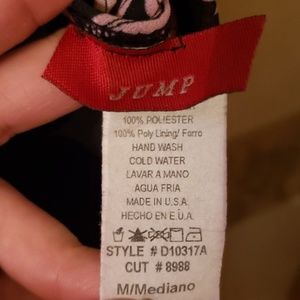 JUMP
100% POLIESTER
100% Poly Lining/ Forro
HAND WASH
COLD WATER
LAVAR A MANO
AGUA FRIA
MADE IN U.S.A.
HECHO EN E.U.A.
STYLE # D10317A
CUT # 8988
M/Mediano